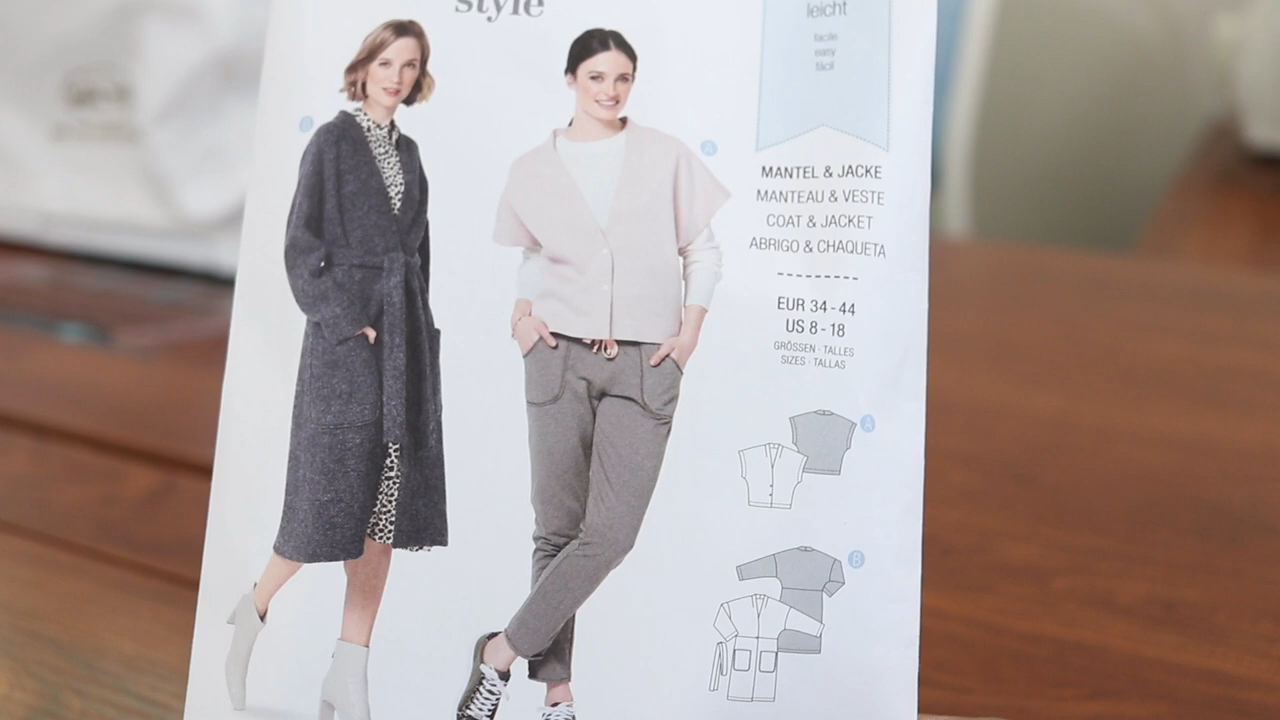 style
leicht
facile
easy
fácil
MANTEL & JACKE
MANTEAU & VESTE
COAT & JACKET
ABRIGO & CHAQUETA
EUR 34-44
US 8-18
GRÖSSEN · TALLES
SIZES · TALLAS
A
A
B